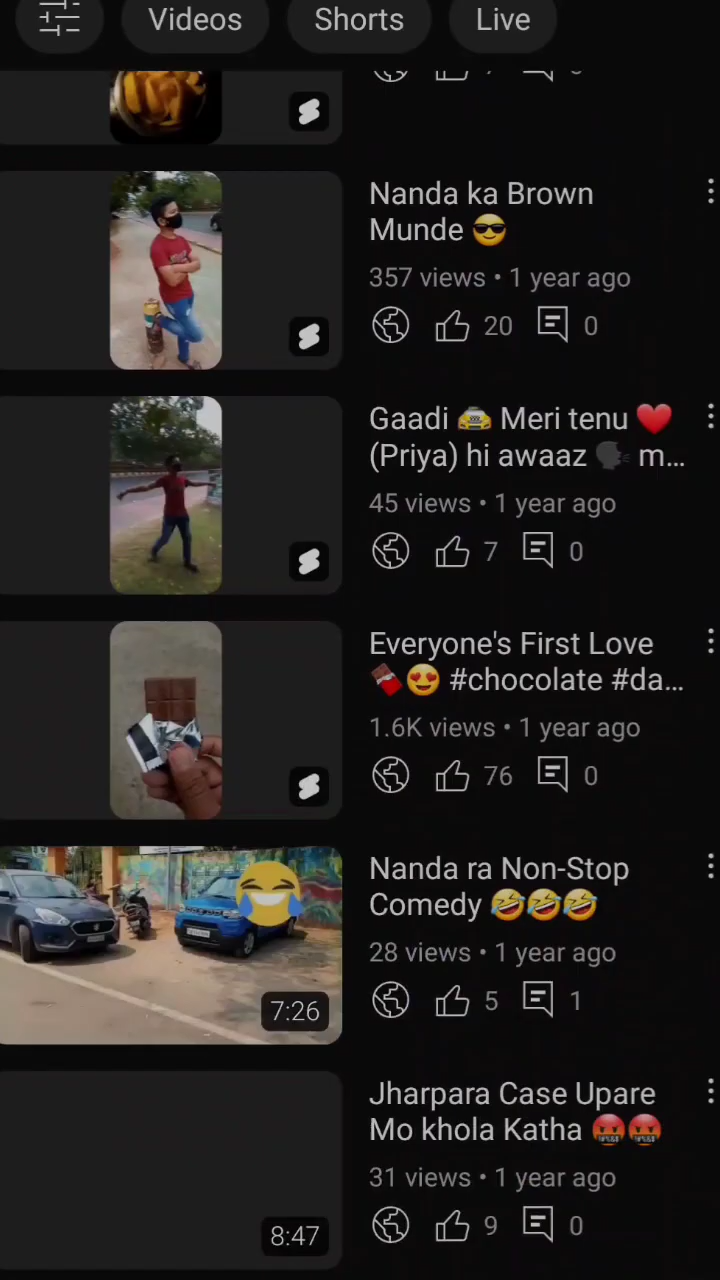 Videos
Shorts
Live
Nanda ka Brown
Munde 😎
357 views • 1 year ago
20
0
Gaadi 🚖 Meri tenu ❤️
(Priya) hi awaaz 🗣️ m...
45 views • 1 year ago
7
0
Everyone's First Love
🍫😍 #chocolate #da...
1.6K views • 1 year ago
76
0
7:26
Nanda ra Non-Stop
Comedy 🤣🤣🤣
28 views • 1 year ago
5
1
8:47
Jharpara Case Upare
Mo khola Katha 🤬🤬
31 views • 1 year ago
9
0